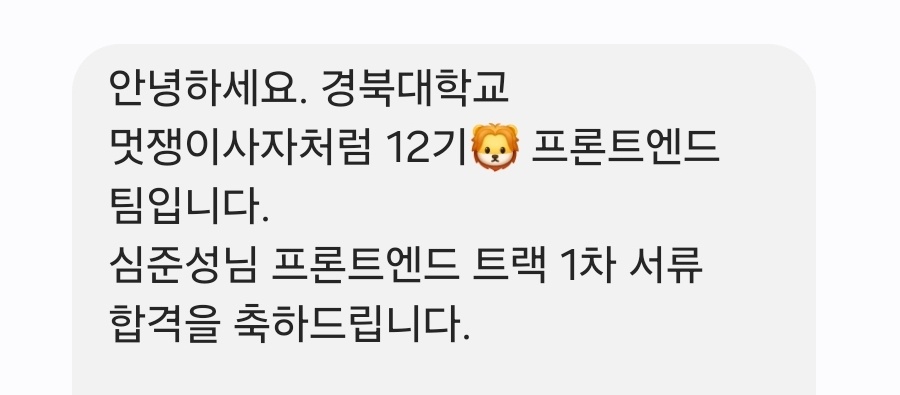 안녕하세요. 경북대학교
멋쟁이사자처럼 12기🦁 프론트엔드
팀입니다.
심준성님 프론트엔드 트랙 1차 서류
합격을 축하드립니다.